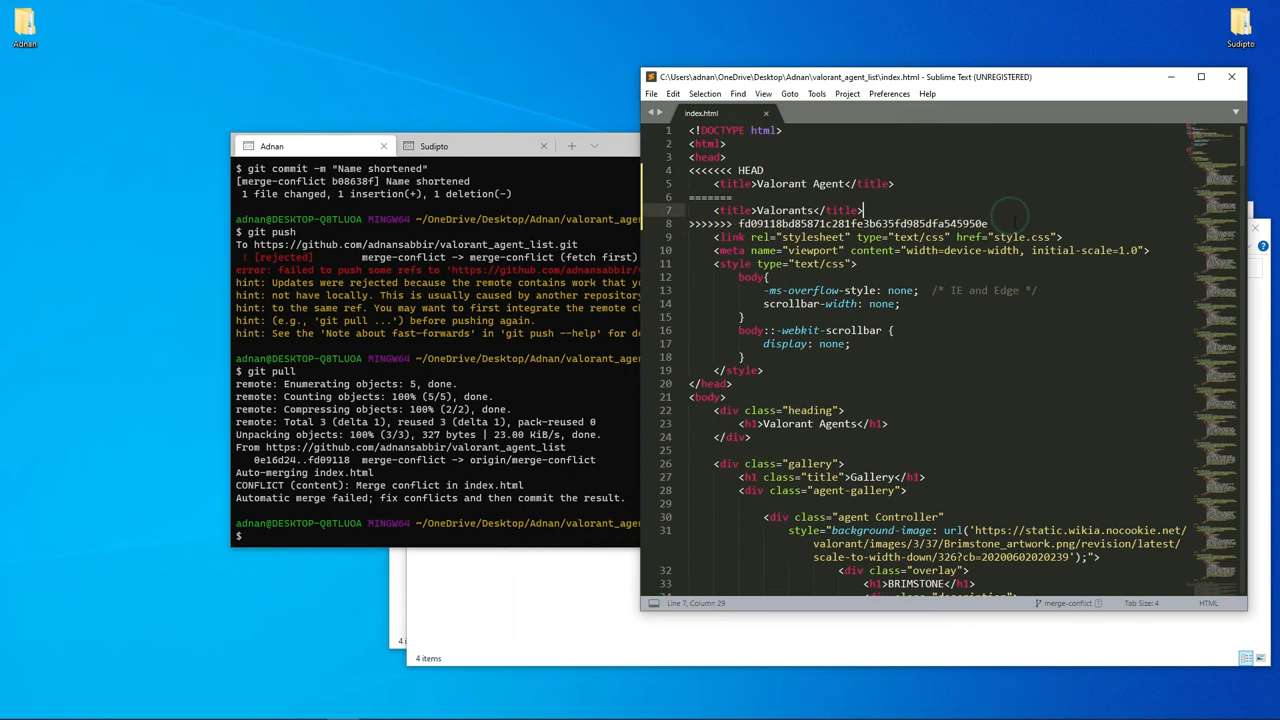 Adnan
Sudipto
Adnan
Sudipto
$ git commit -m "Name shortened"
[merge-conflict b08638f] Name shortened
1 file changed, 1 insertion(+), 1 deletion(-)
adnan@DESKTOP-Q8TLUOA MINGW64 ~/OneDrive/Desktop/Adnan/valorant_age
$ git push
To https://github.com/adnansabbir/valorant_agent_list.git
! [rejected] merge-conflict -> merge-conflict (fetch first)
error: failed to push some refs to 'https://github.com/adnansabbir/
hint: Updates were rejected because the remote contains work that yo
hint: not have locally. This is usually caused by another repository
hint: to the same ref. You may want to first integrate the remote ch
hint: (e.g., 'git pull ...') before pushing again.
hint: See the 'Note about fast-forwards' in 'git push --help' for de
adnan@DESKTOP-Q8TLUOA MINGW64 ~/OneDrive/Desktop/Adnan/valorant_age
$ git pull
remote: Enumerating objects: 5, done.
remote: Counting objects: 100% (5/5), done.
remote: Compressing objects: 100% (2/2), done.
remote: Total 3 (delta 1), reused 3 (delta 1), pack-reused 0
Unpacking objects: 100% (3/3), 327 bytes | 23.00 KiB/s, done.
From https://github.com/adnansabbir/valorant_agent_list
0e16d24..fd09118 merge-conflict -> origin/merge-conflict
Auto-merging index.html
CONFLICT (content): Merge conflict in index.html
Automatic merge failed; fix conflicts and then commit the result.
adnan@DESKTOP-Q8TLUOA MINGW64 ~/OneDrive/Desktop/Adnan/valorant_age
$
C:\Users\adnan\OneDrive\Desktop\Adnan\valorant_agent_list\index.html - Sublime Text (UNREGISTERED)
File Edit Selection Find View Goto Tools Project Preferences Help
index.html
1 <!DOCTYPE html>
2 <html>
3 <head>
4 <<<<<<< HEAD
5 <title>Valorant Agent</title>
6 =======
7 <title>Valorants</title>
8 >>>>>>> fd09118bd85871c281fe3b635fd985dfa545950e
9 <link rel="stylesheet" type="text/css" href="style.css">
10 <meta name="viewport" content="width=device-width, initial-scale=1.0">
11 <style type="text/css">
12 body{
13 -ms-overflow-style: none; /* IE and Edge */
14 scrollbar-width: none;
15 }
16 body::-webkit-scrollbar {
17 display: none;
18 }
19 </style>
20 </head>
21 <body>
22 <div class="heading">
23 <h1>Valorant Agents</h1>
24 </div>
25
26 <div class="gallery">
27 <h1 class="title">Gallery</h1>
28 <div class="agent-gallery">
29
30 <div class="agent Controller"
31 style="background-image: url('https://static.wikia.nocookie.net/
valorant/images/3/37/Brimstone_artwork.png/revision/latest/
scale-to-width-down/326?cb=20200602020239');">
32 <div class="overlay">
33 <h1>BRIMSTONE</h1>
Line 7, Column 29
merge-conflict 1
Tab Size: 4
HTML
4 i
4 items